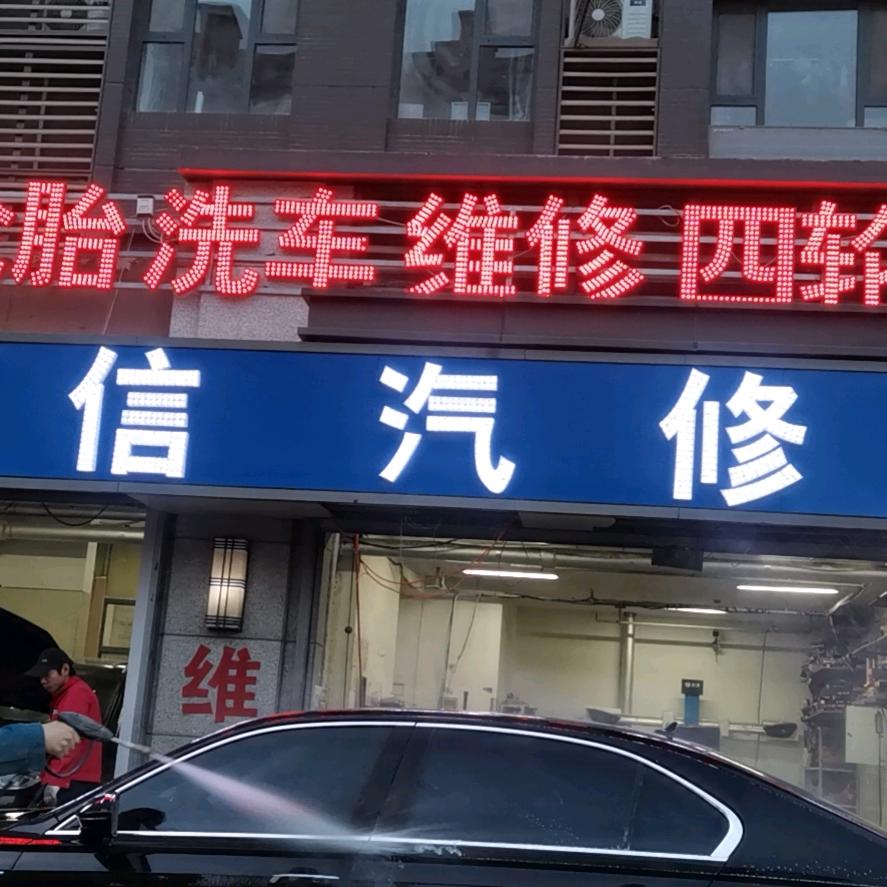 胎洗车 维修 四轮
信汽修
维